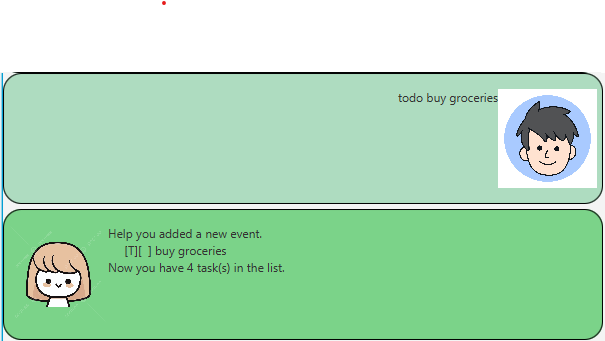 todo buy groceries
Help you added a new event.
[T][ ] buy groceries
Now you have 4 task(s) in the list.